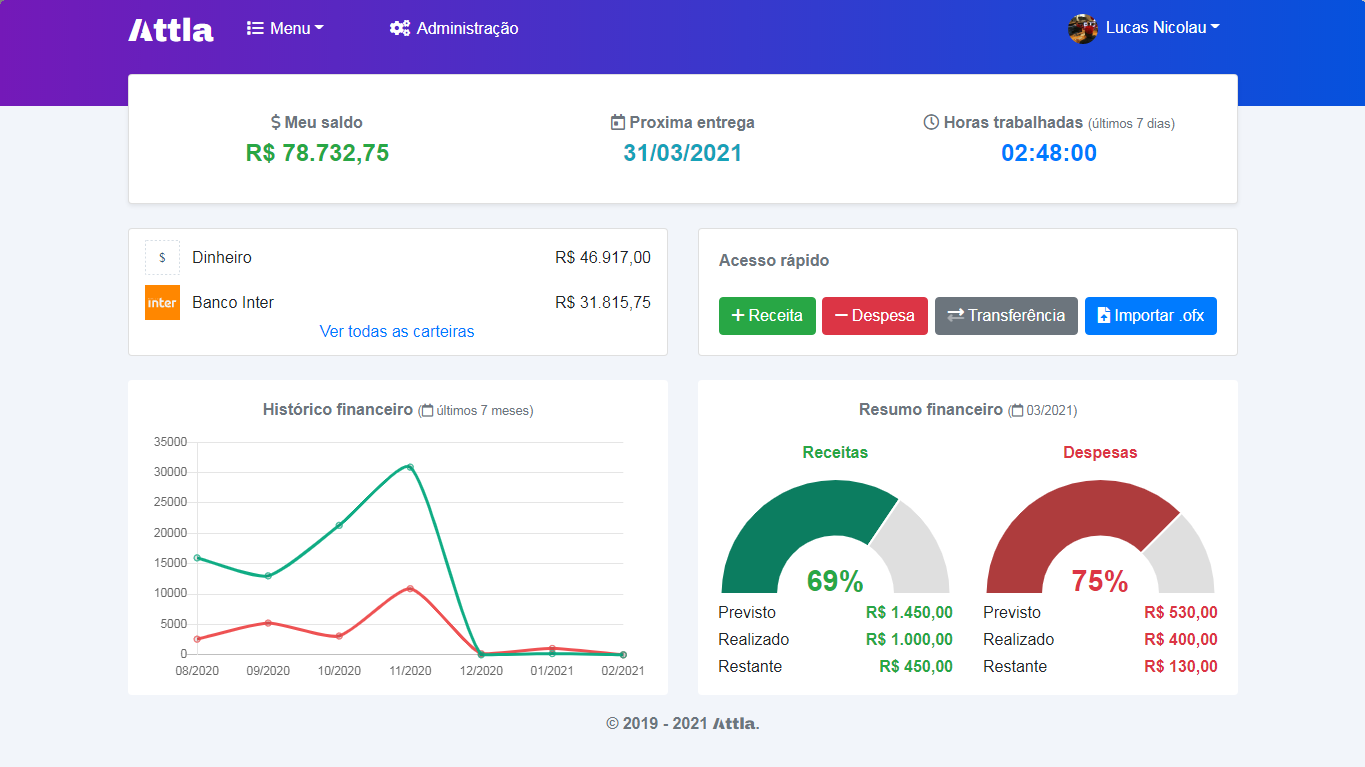 Attla Menu Administração Lucas Nicolau
$ Meu saldo
R$ 78.732,75
Proxima entrega
31/03/2021
Horas trabalhadas (últimos 7 dias)
02:48:00
$ Dinheiro R$ 46.917,00
inter Banco Inter R$ 31.815,75
Ver todas as carteiras
Acesso rápido
+ Receita − Despesa Transferência Importar .ofx
Histórico financeiro (últimos 7 meses)
35000
30000
25000
20000
15000
10000
5000
0
08/2020 09/2020 10/2020 11/2020 12/2020 01/2021 02/2021
Resumo financeiro (03/2021)
Receitas
69%
Previsto R$ 1.450,00
Realizado R$ 1.000,00
Restante R$ 450,00
Despesas
75%
Previsto R$ 530,00
Realizado R$ 400,00
Restante R$ 130,00
© 2019 - 2021 Attla.